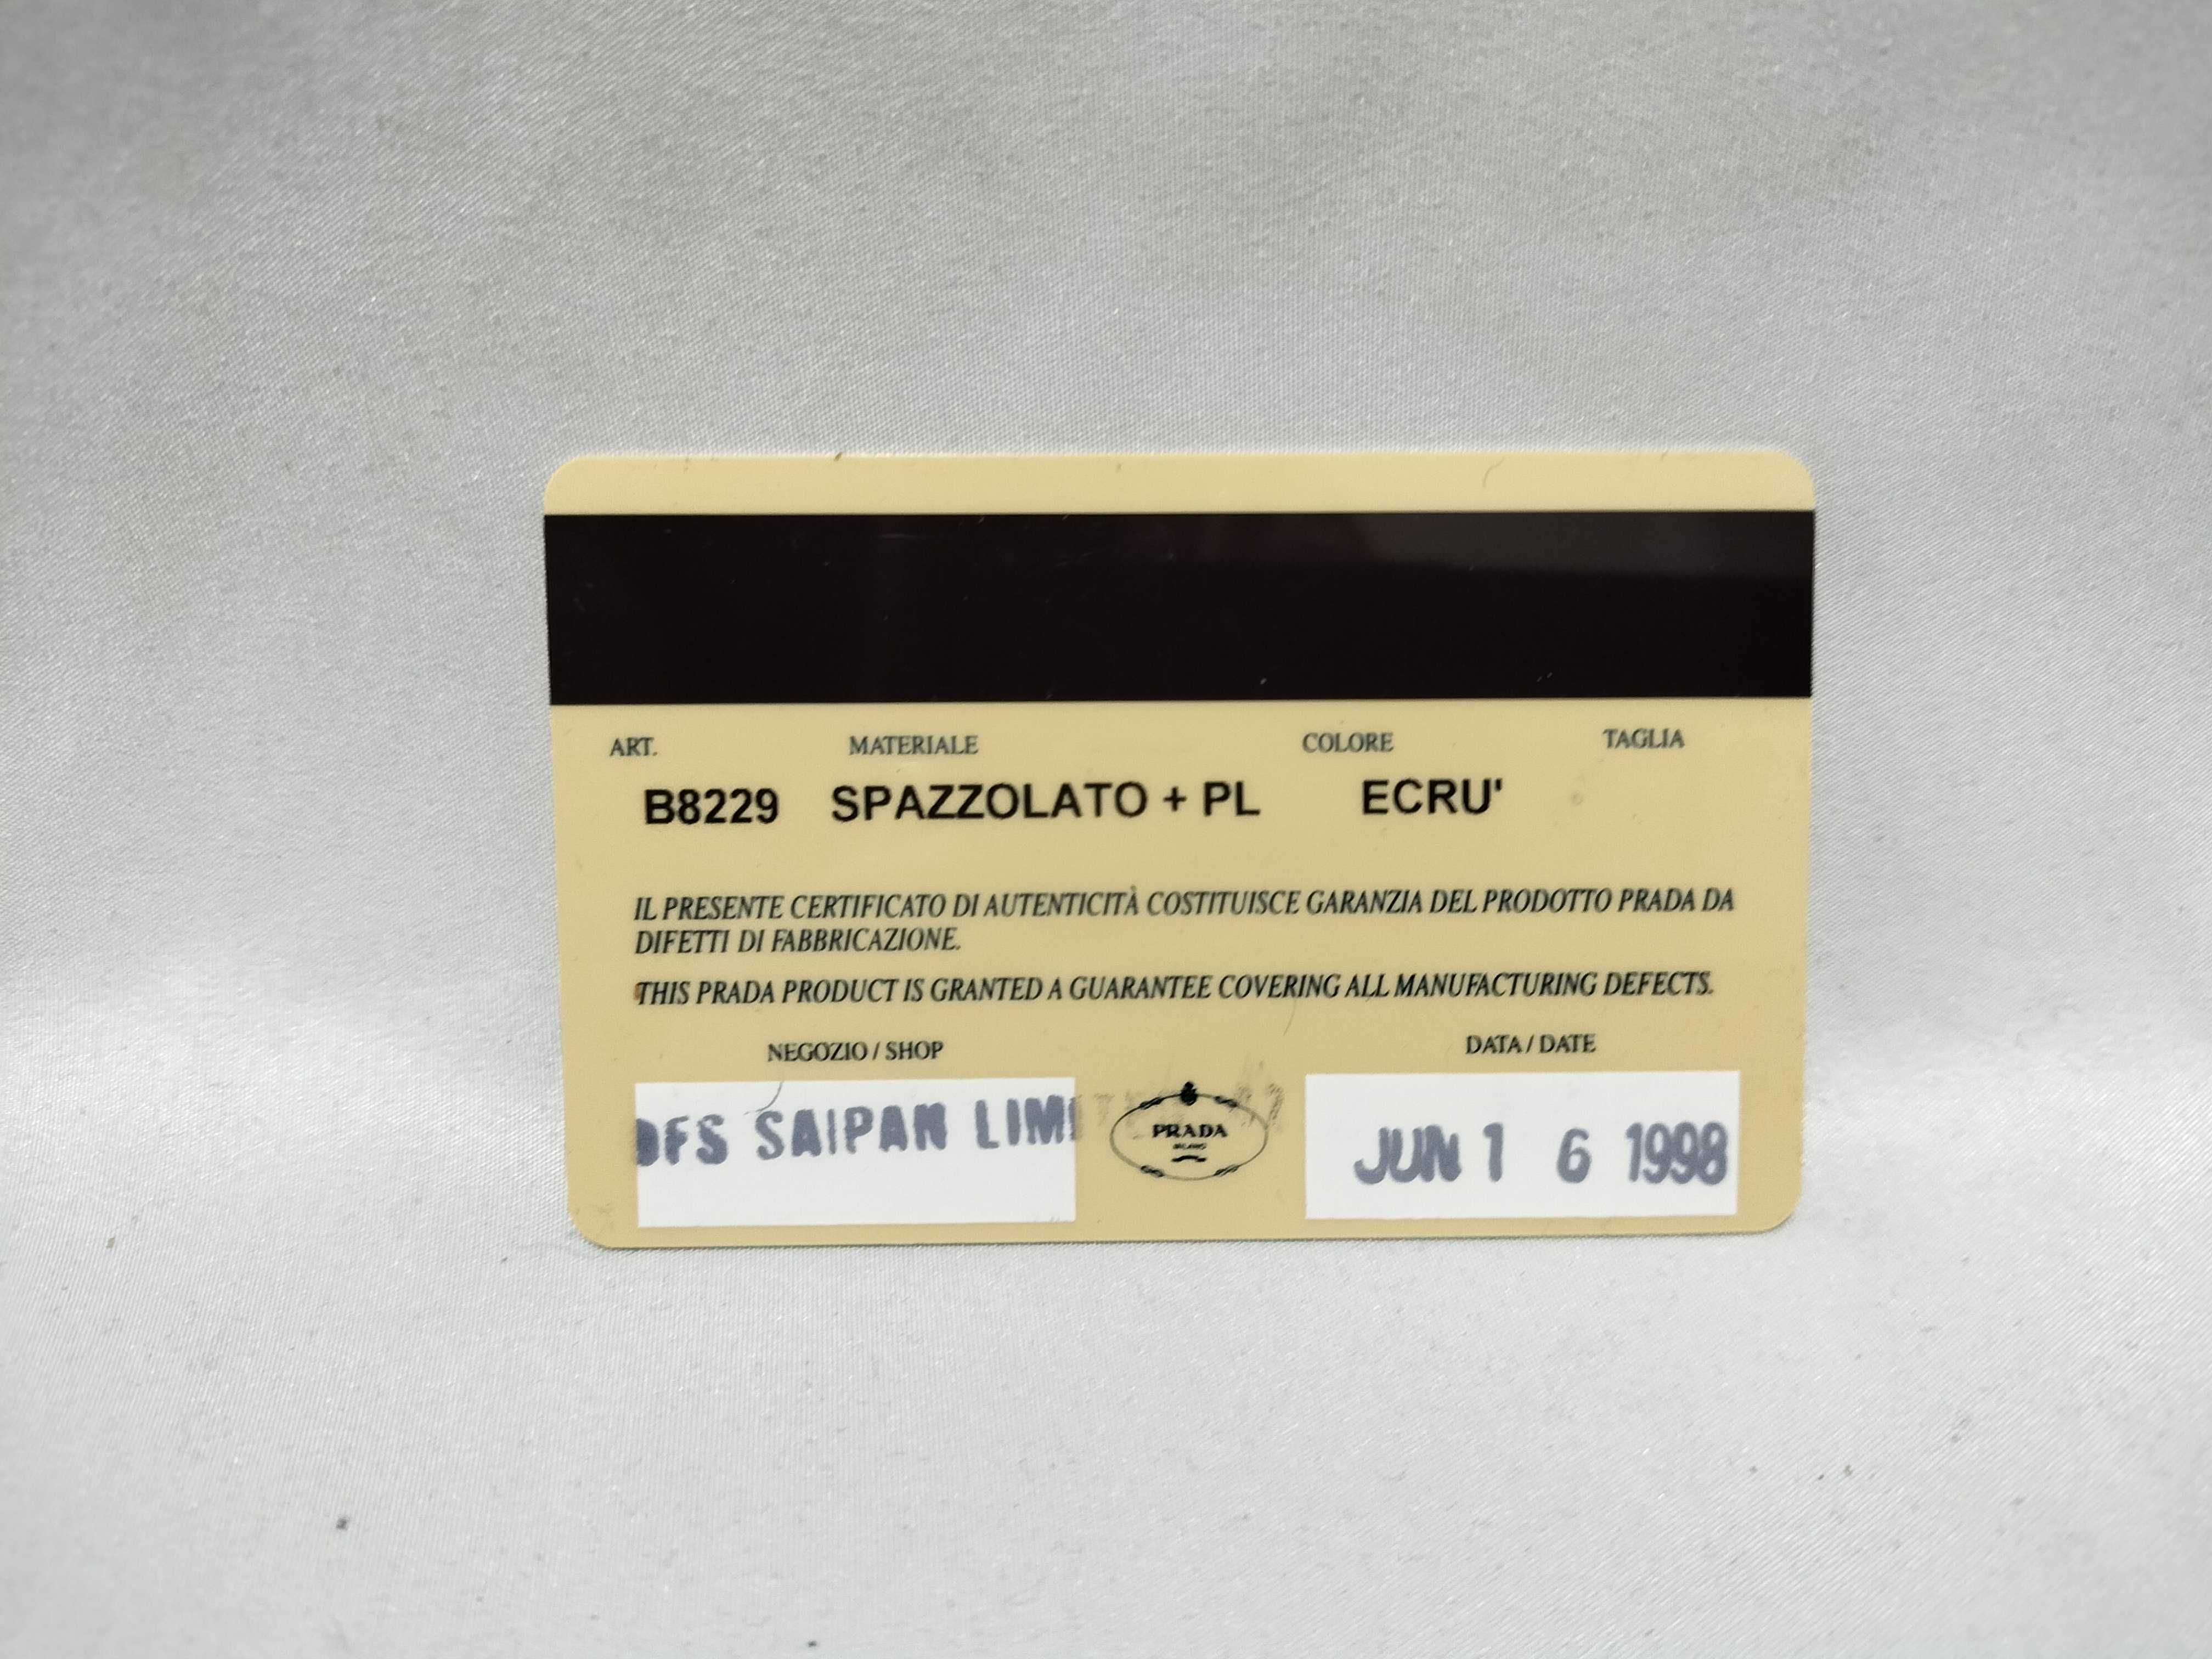 ART. MATERIALE COLORE TAGLIA
B8229 SPAZZOLATO + PL ECRU'
IL PRESENTE CERTIFICATO DI AUTENTICITÀ COSTITUISCE GARANZIA DEL PRODOTTO PRADA DA
DIFETTI DI FABBRICAZIONE.
THIS PRADA PRODUCT IS GRANTED A GUARANTEE COVERING ALL MANUFACTURING DEFECTS.
NEGOZIO / SHOP DATA / DATE
DFS SAIPAN LIMI PRADA JUN 1 6 1998
MILANO